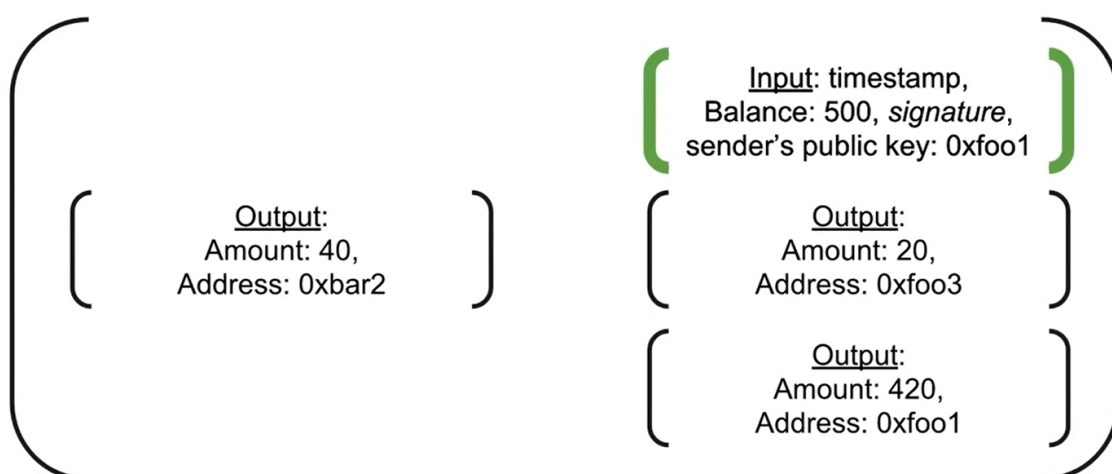 Input: timestamp,
Balance: 500, signature,
sender's public key: 0xfoo1
Output:
Amount: 40,
Address: 0xbar2
Output:
Amount: 20,
Address: 0xfoo3
Output:
Amount: 420,
Address: 0xfoo1